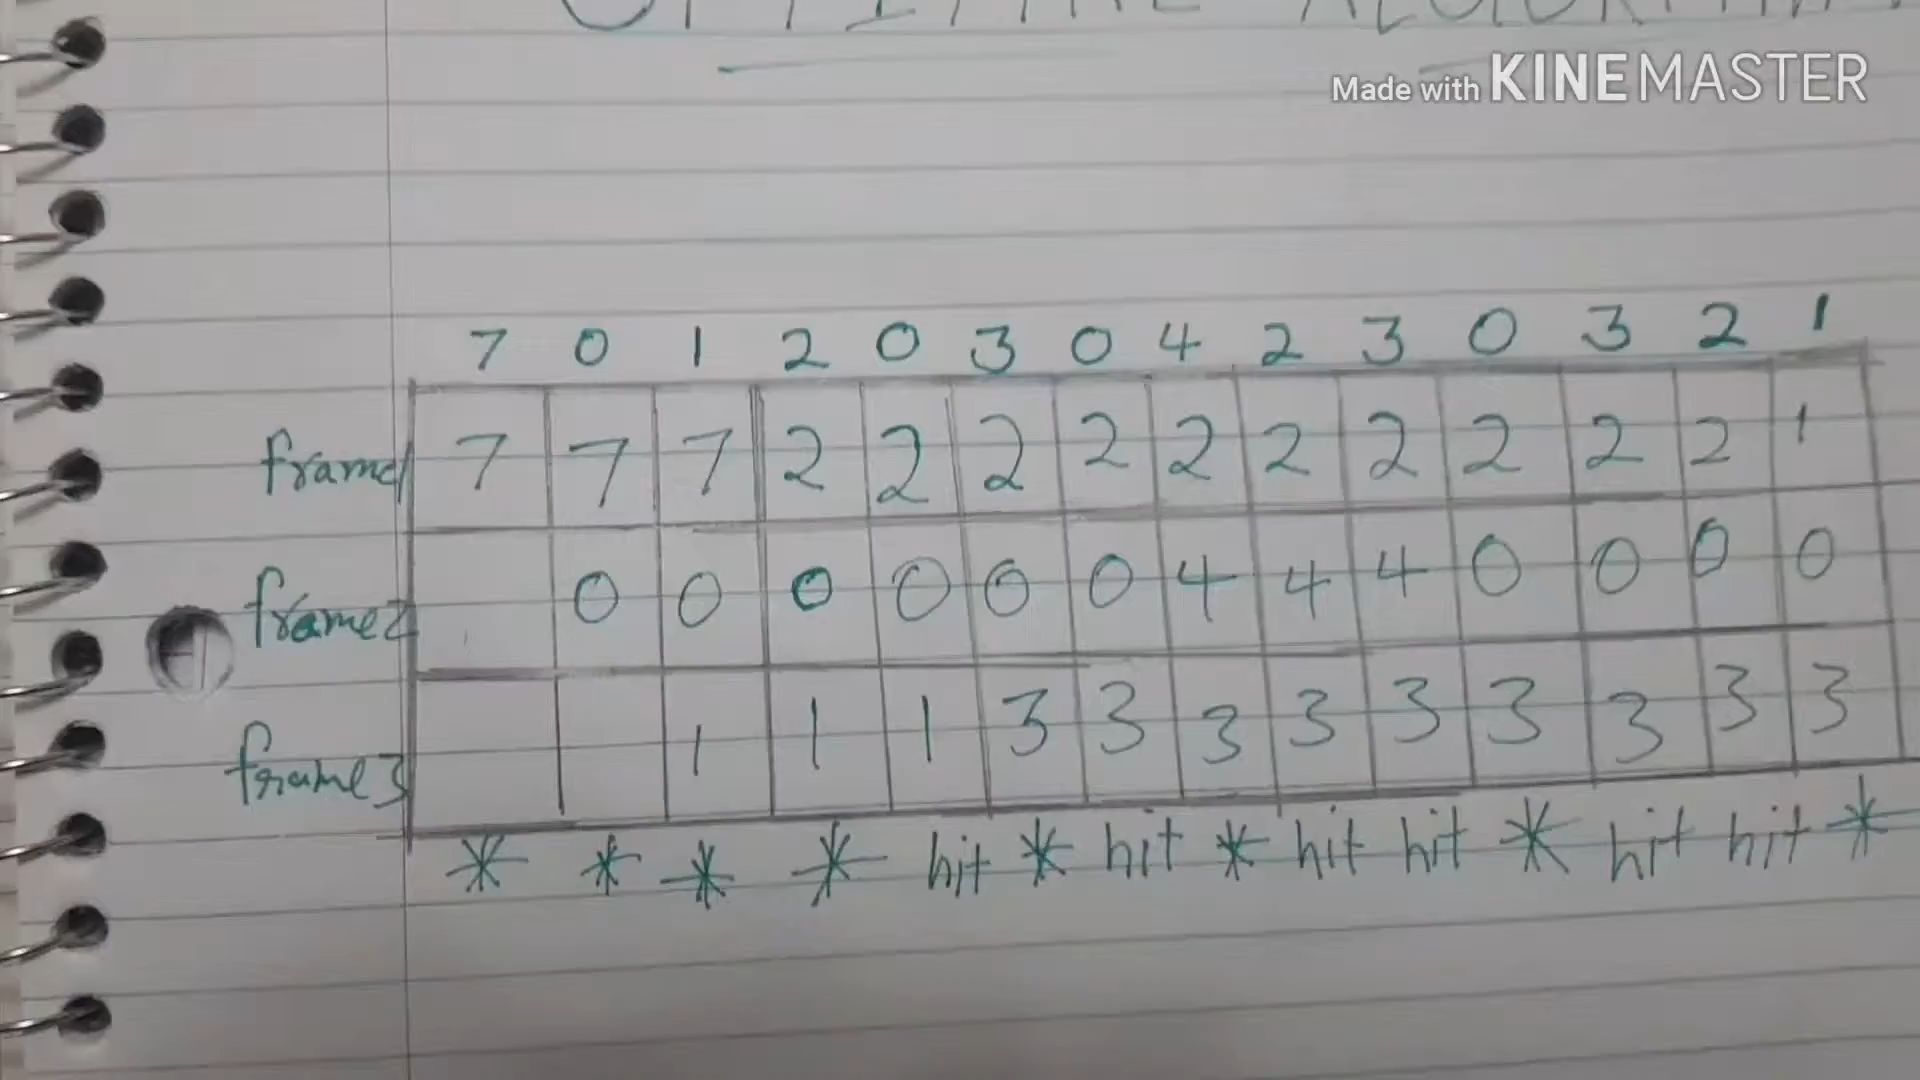 OPTIMAL ALGORITHM
Made with KINEMASTER
7 0 1 2 0 3 0 4 2 3 0 3 2 1
frame1 7 7 7 2 2 2 2 2 2 2 2 2 2 1
frame2 0 0 0 0 0 0 4 4 4 0 0 0 0
frame3 1 1 1 3 3 3 3 3 3 3 3 3
* * * * hit * hit * hit hit * hit hit *